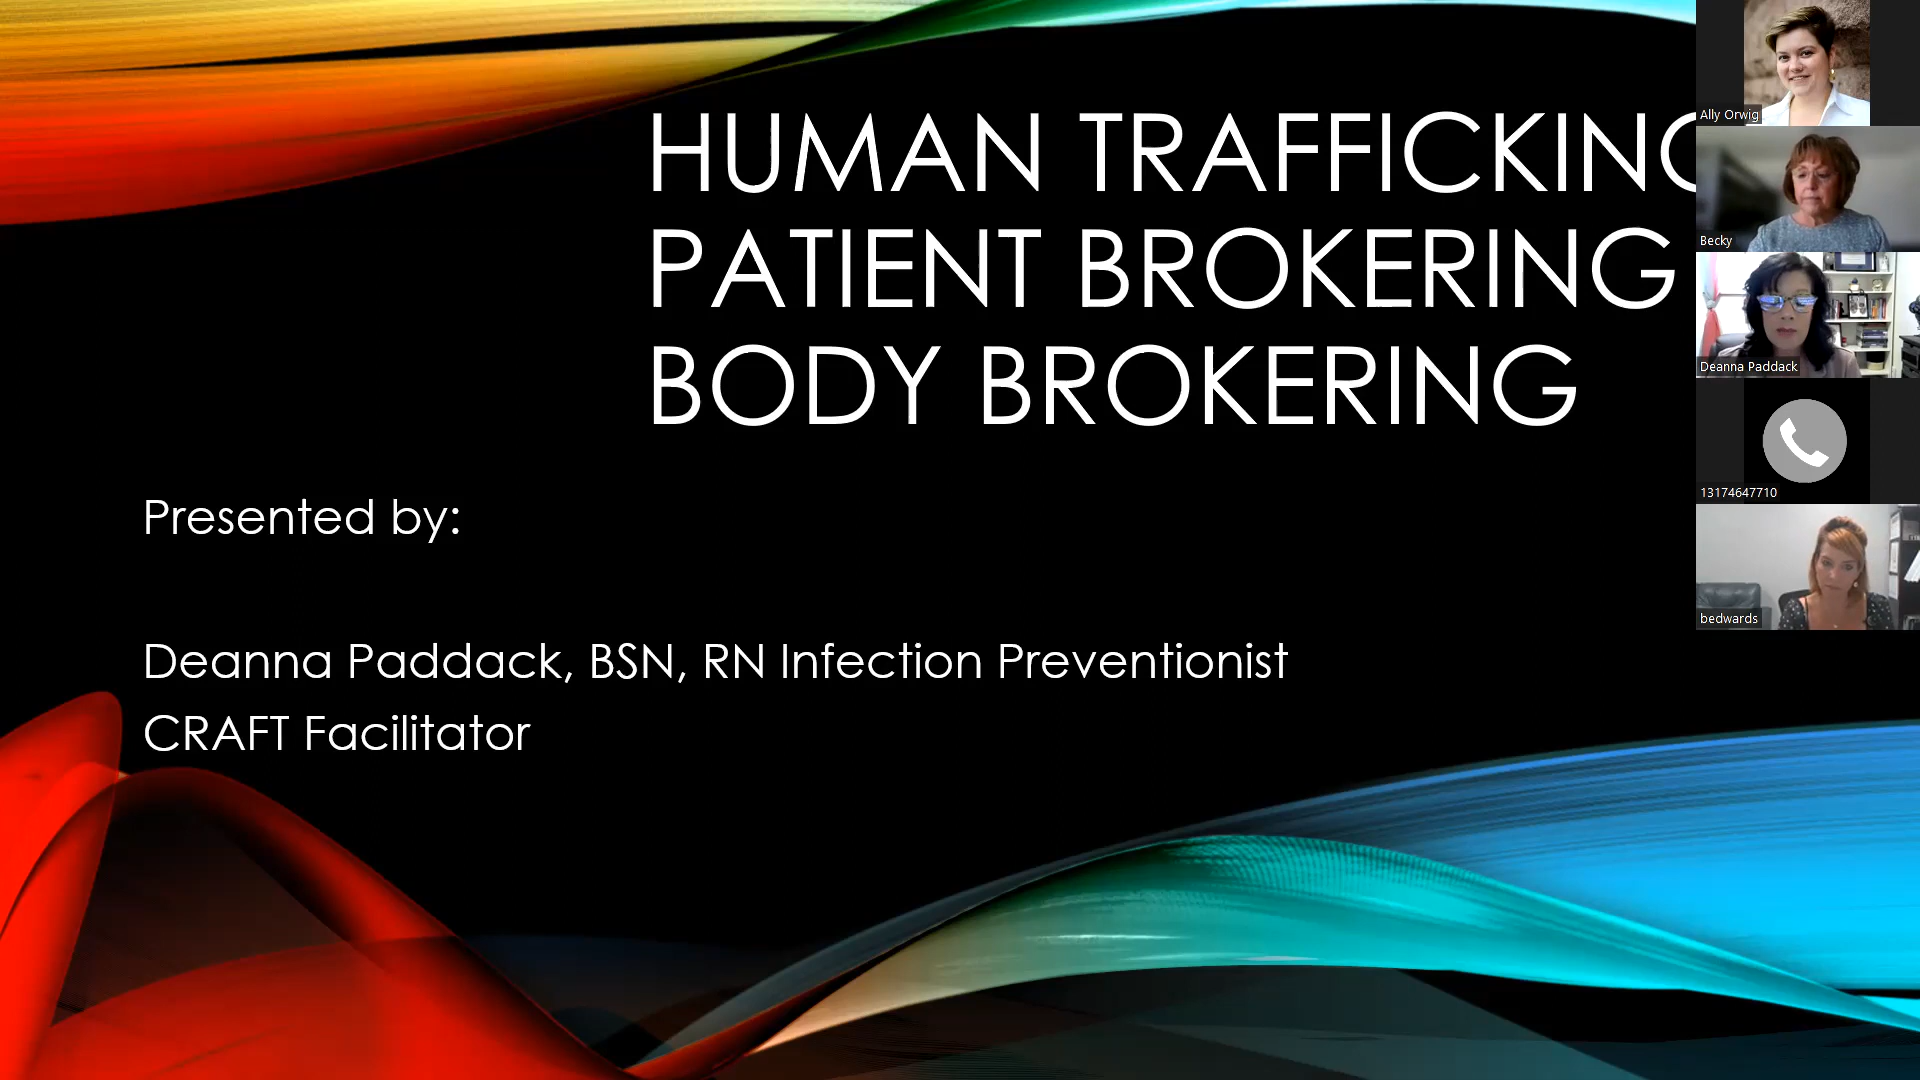 HUMAN TRAFFICKING
PATIENT BROKERING
BODY BROKERING
Presented by:
Deanna Paddack, BSN, RN Infection Preventionist
CRAFT Facilitator
Ally Orwig
Becky
Deanna Paddack
13174647710
bedwards